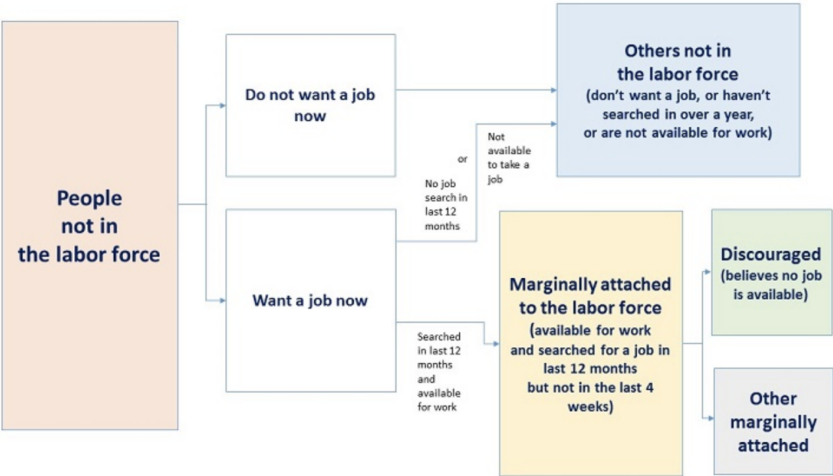 People
not in
the labor force
Do not want a job
now
Want a job now
or
No job
search in
last 12
months
Not
available
to take a
job
Searched
in last 12
months
and
available
for work
Others not in
the labor force
(don't want a job, or haven't
searched in over a year,
or are not available for work)
Marginally attached
to the labor force
(available for work
and searched for a job in
last 12 months
but not in the last 4
weeks)
Discouraged
(believes no job
is available)
Other
marginally
attached